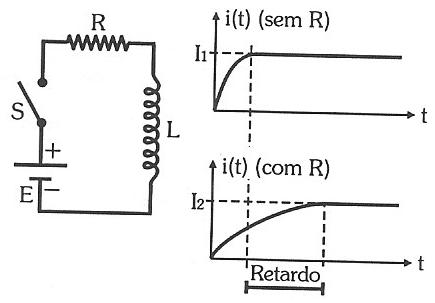 R
S
L
+
E
−
i(t) (sem R)
I1
t
i(t) (com R)
I2
t
Retardo